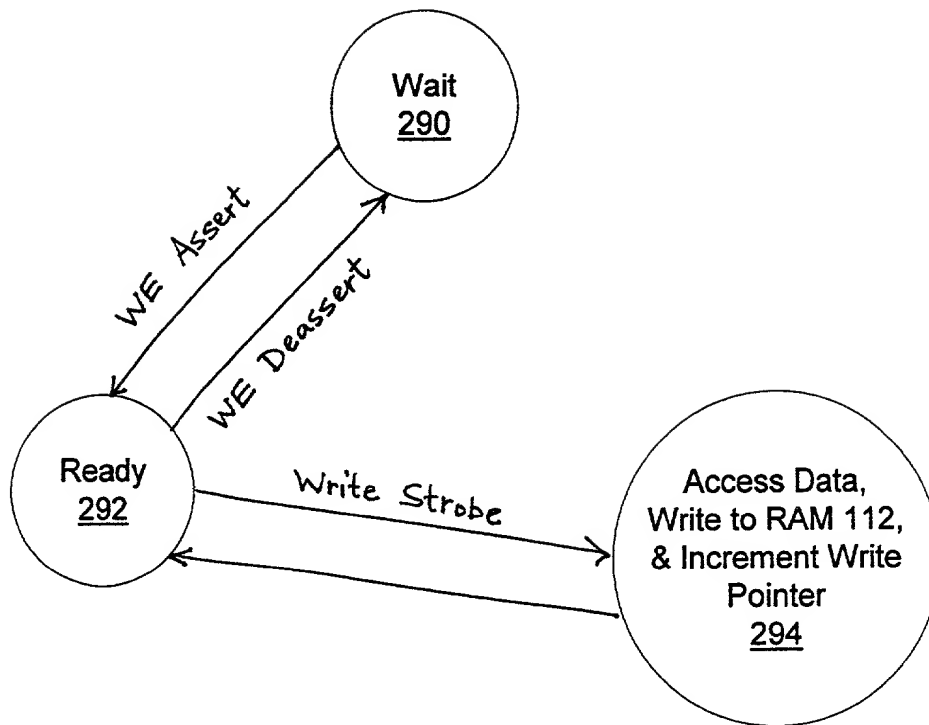 Wait
290
WE Assert
WE Deassert
Ready
292
Write Strobe
Access Data,
Write to RAM 112,
& Increment Write
Pointer
294